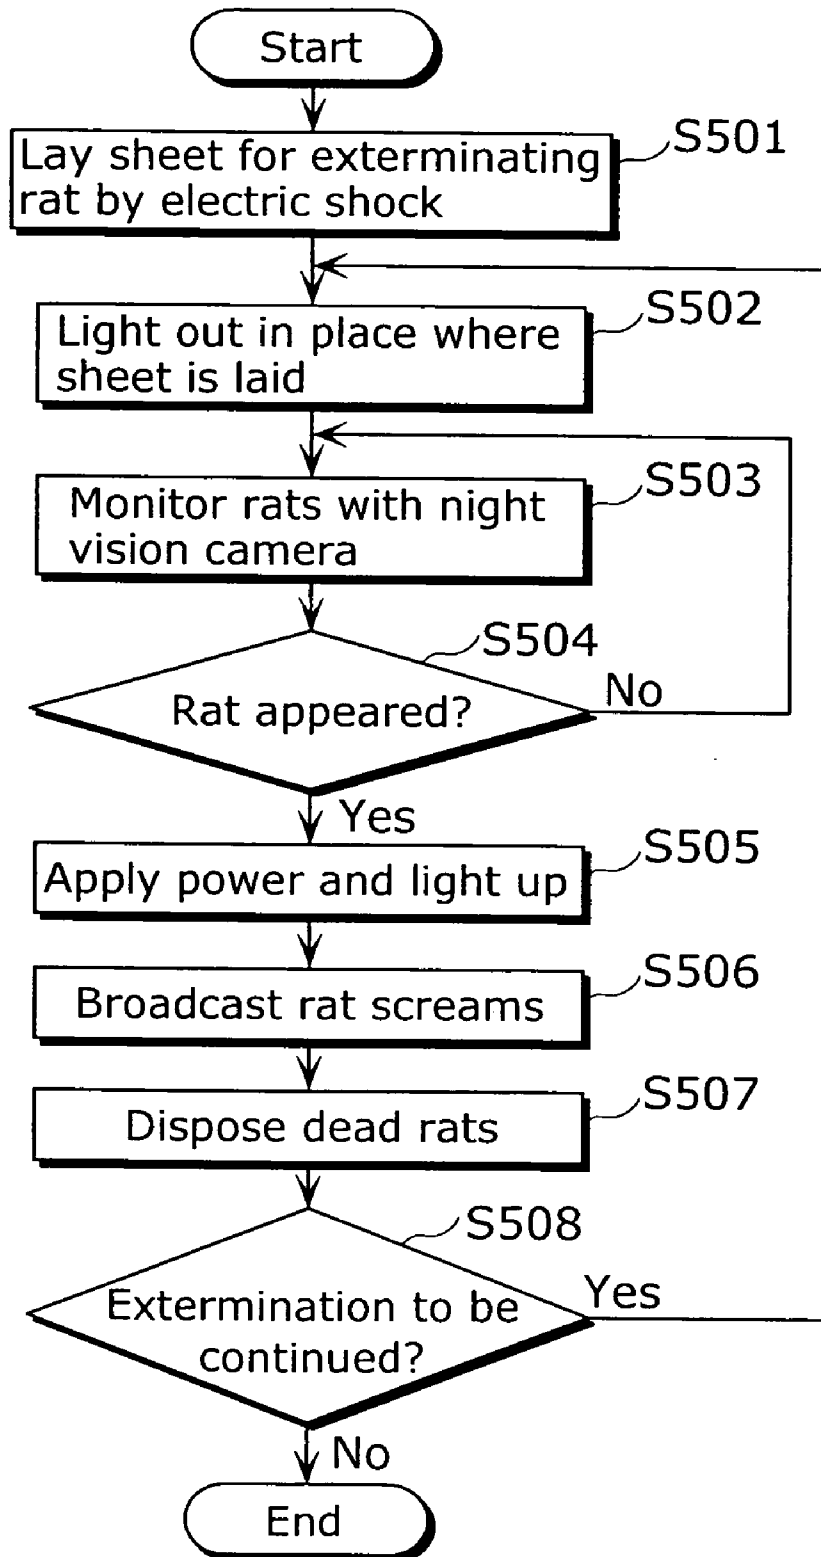 Start
S501
Lay sheet for exterminating
rat by electric shock
S502
Light out in place where
sheet is laid
S503
Monitor rats with night
vision camera
S504
Rat appeared?
No
Yes
S505
Apply power and light up
S506
Broadcast rat screams
S507
Dispose dead rats
S508
Extermination to be
continued?
Yes
No
End